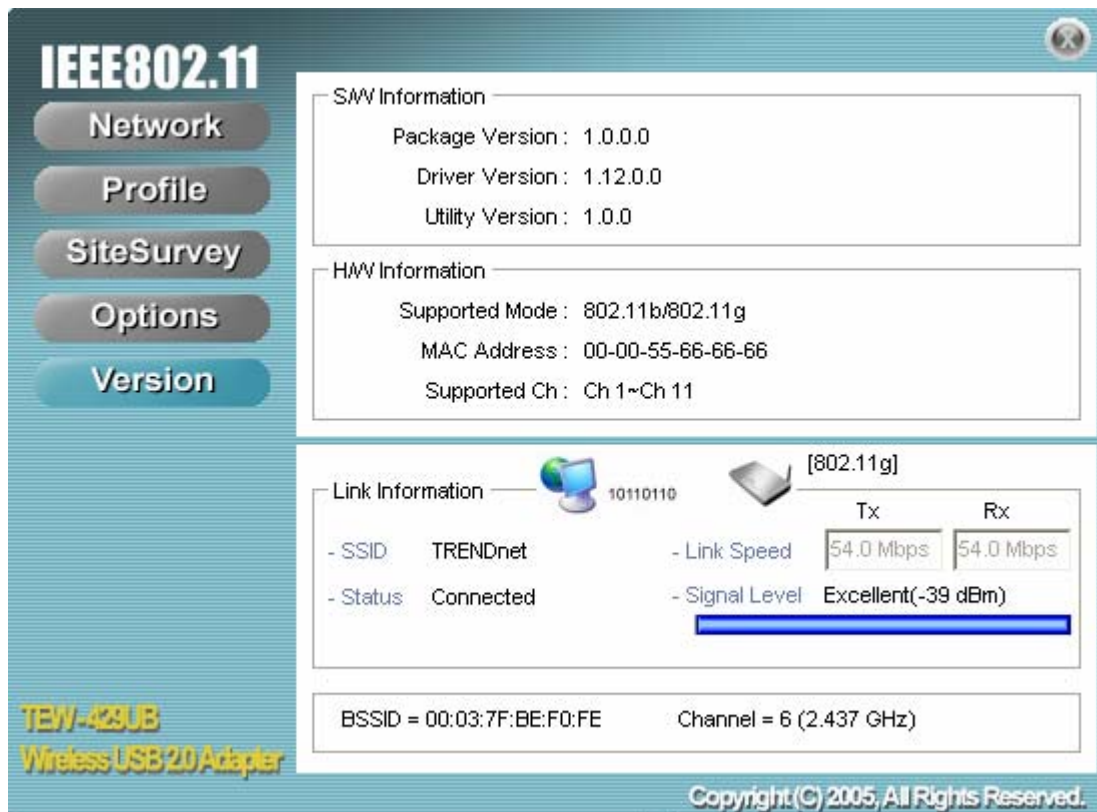 IEEE802.11
Network
Profile
SiteSurvey
Options
Version
S/W Information
Package Version : 1.0.0.0
Driver Version : 1.12.0.0
Utility Version : 1.0.0
H/W Information
Supported Mode : 802.11b/802.11g
MAC Address : 00-00-55-66-66-66
Supported Ch : Ch 1~Ch 11
Link Information
10110110
[802.11g]
Tx Rx
- SSID TRENDnet - Link Speed 54.0 Mbps 54.0 Mbps
- Status Connected - Signal Level Excellent(-39 dBm)
BSSID = 00:03:7F:BE:F0:FE Channel = 6 (2.437 GHz)
TEW-429UB
Wireless USB 2.0 Adapter
Copyright (C) 2005, All Rights Reserved.